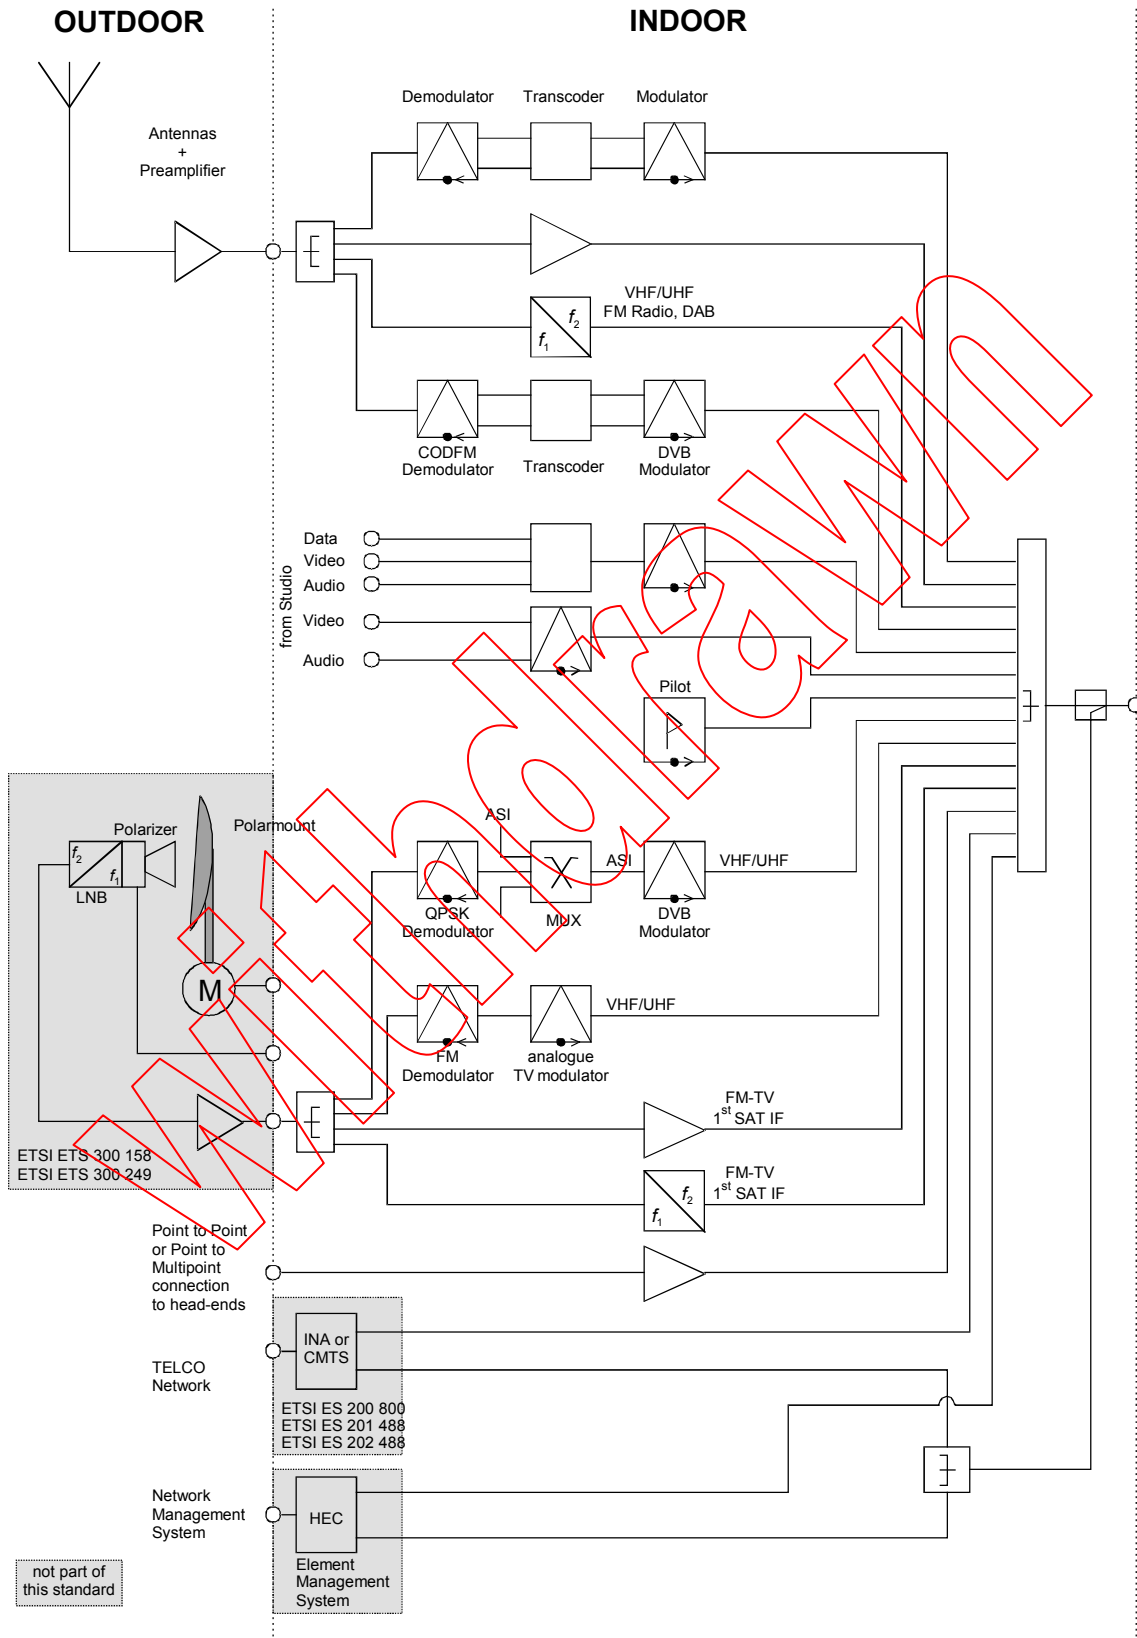 OUTDOOR
INDOOR
Demodulator
Transcoder
Modulator
Antennas
+
Preamplifier
VHF/UHF
FM Radio, DAB
f2
f1
CODFM
Demodulator
Transcoder
DVB
Modulator
from Studio
Data
Video
Audio
Video
Audio
Pilot
Polarizer
Polarmount
f2
f1
LNB
ASI
ASI
VHF/UHF
QPSK
Demodulator
MUX
DVB
Modulator
M
VHF/UHF
FM
Demodulator
analogue
TV modulator
FM-TV
1st SAT IF
ETSI ETS 300 158
ETSI ETS 300 249
FM-TV
1st SAT IF
f2
f1
Point to Point
or Point to
Multipoint
connection
to head-ends
INA or
CMTS
TELCO
Network
ETSI ES 200 800
ETSI ES 201 488
ETSI ES 202 488
Network
Management
System
HEC
Element
Management
System
not part of
this standard
Withdrawn